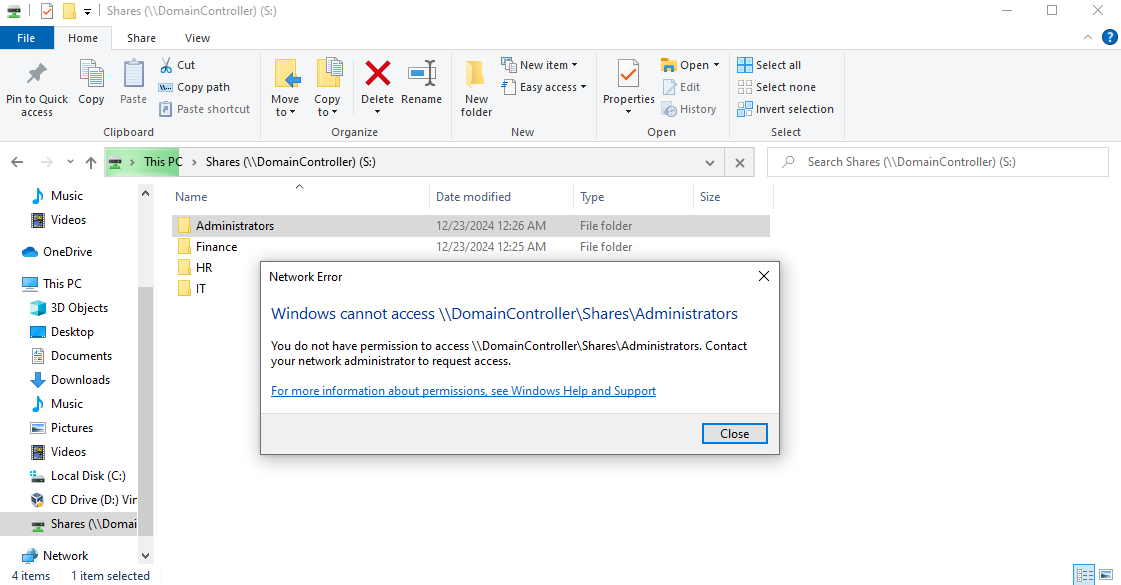 Shares (\\DomainController) (S:)
File Home Share View
Pin to Quick access
Copy
Paste
Cut
Copy path
Paste shortcut
Clipboard
Move to
Copy to
Delete
Rename
Organize
New folder
New item
Easy access
New
Properties
Open
Edit
History
Open
Select all
Select none
Invert selection
Select
This PC Shares (\\DomainController) (S:)
Search Shares (\\DomainController) (S:)
Music
Videos
OneDrive
This PC
3D Objects
Desktop
Documents
Downloads
Music
Pictures
Videos
Local Disk (C:)
CD Drive (D:) Vir
Shares (\\Domai
Network
Name Date modified Type Size
Administrators 12/23/2024 12:26 AM File folder
Finance 12/23/2024 12:25 AM File folder
HR
IT
Network Error
Windows cannot access \\DomainController\Shares\Administrators
You do not have permission to access \\DomainController\Shares\Administrators. Contact
your network administrator to request access.
For more information about permissions, see Windows Help and Support
Close
4 items 1 item selected